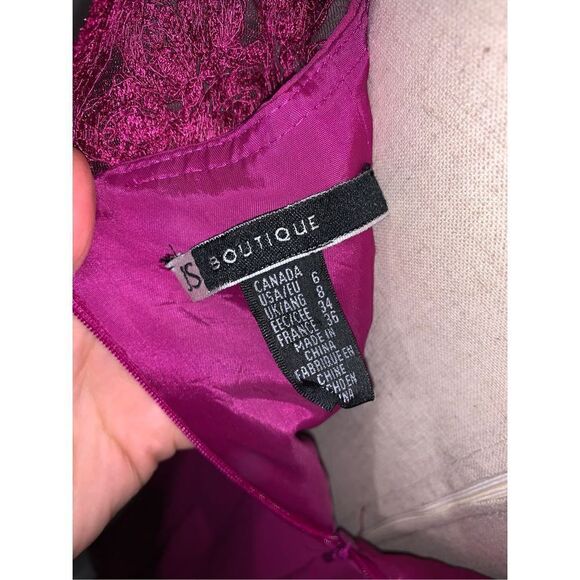 JS BOUTIQUE
CANADA 6
USA/EU 8
UK/ANG 34
EEC/CEE 36
FRANCE
MADE IN
CHINA
FABRIQUE EN
CHINE